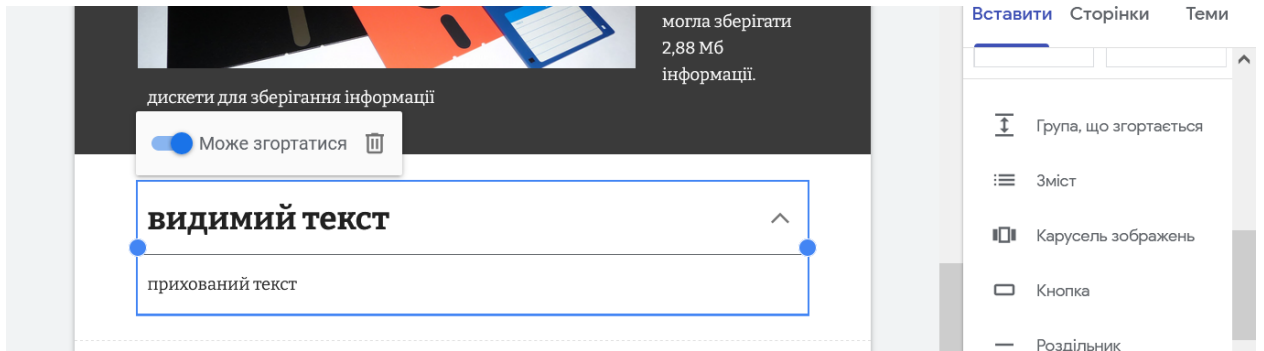 Вставити Сторінки Теми
могла зберігати
2,88 Мб
інформації.
дискети для зберігання інформації
Може згортатися
видимий текст
прихований текст
Група, що згортається
Зміст
Карусель зображень
Кнопка
Роздільник